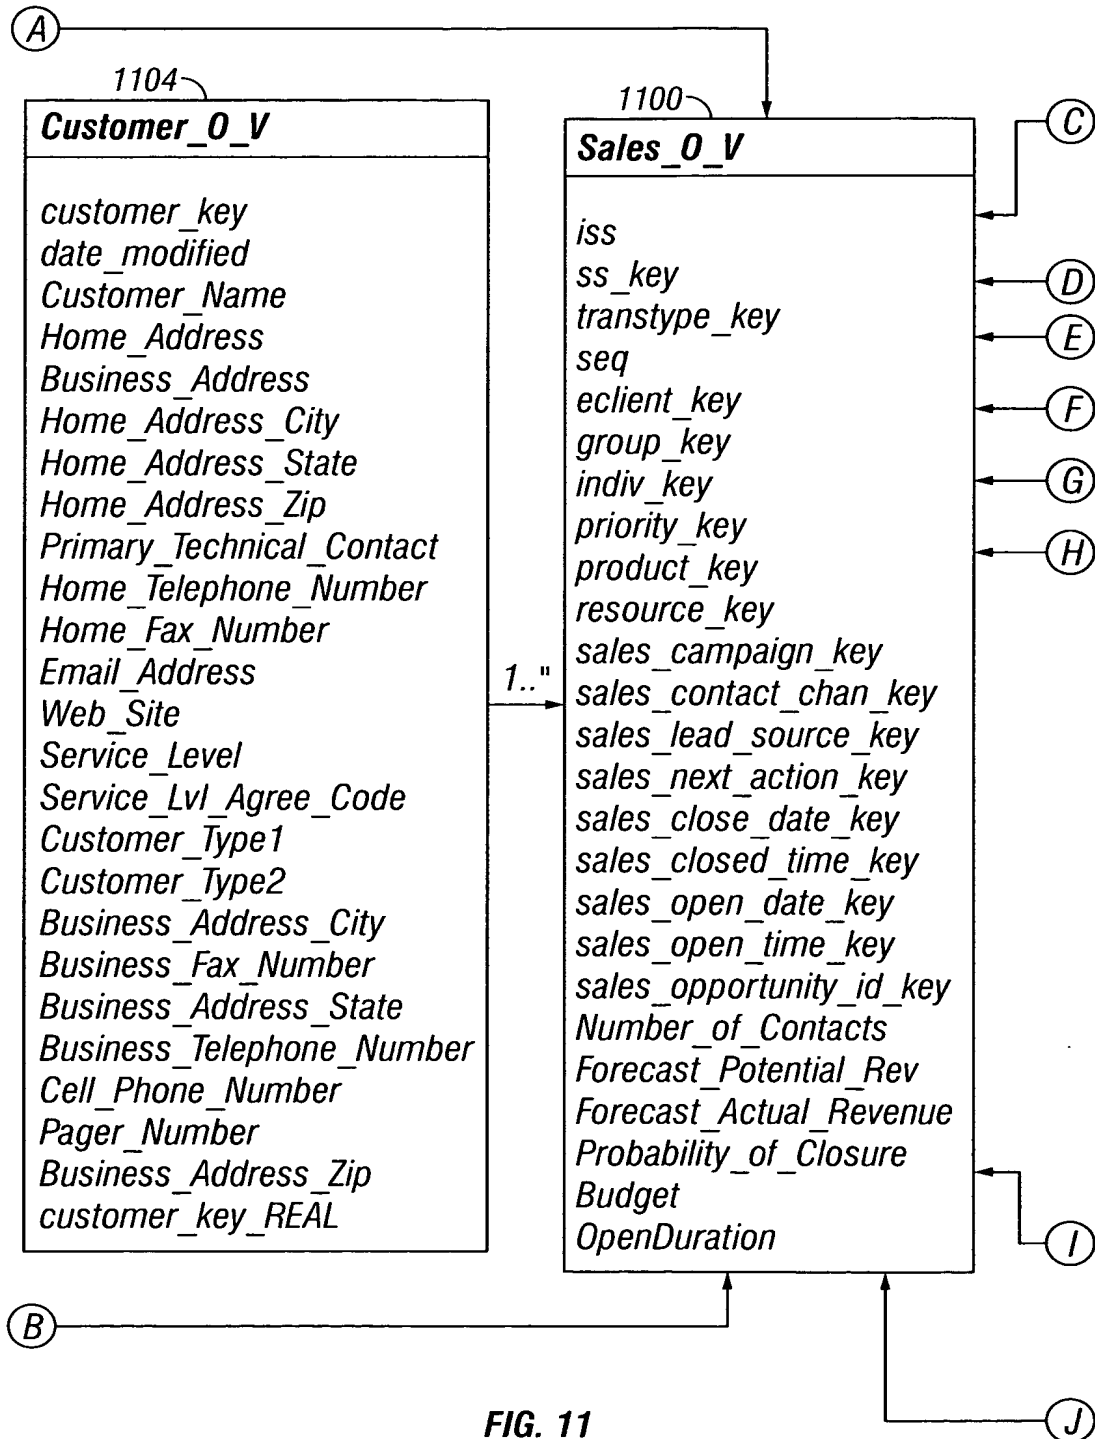 A
1104
Customer_O_V
customer_key
date_modified
Customer_Name
Home_Address
Business_Address
Home_Address_City
Home_Address_State
Home_Address_Zip
Primary_Technical_Contact
Home_Telephone_Number
Home_Fax_Number
Email_Address
Web_Site
Service_Level
Service_Lvl_Agree_Code
Customer_Type1
Customer_Type2
Business_Address_City
Business_Fax_Number
Business_Address_State
Business_Telephone_Number
Cell_Phone_Number
Pager_Number
Business_Address_Zip
customer_key_REAL
1.."
1100
Sales_O_V
iss
ss_key
transtype_key
seq
eclient_key
group_key
indiv_key
priority_key
product_key
resource_key
sales_campaign_key
sales_contact_chan_key
sales_lead_source_key
sales_next_action_key
sales_close_date_key
sales_closed_time_key
sales_open_date_key
sales_open_time_key
sales_opportunity_id_key
Number_of_Contacts
Forecast_Potential_Rev
Forecast_Actual_Revenue
Probability_of_Closure
Budget
OpenDuration
C
D
E
F
G
H
I
B
J
FIG. 11